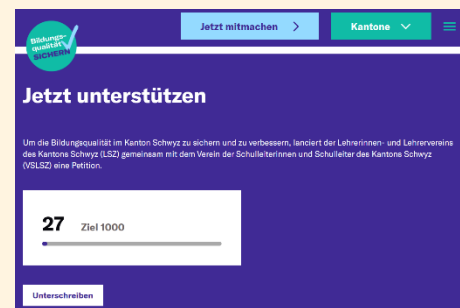 Bildungs-
qualität
SICHERN
Jetzt mitmachen
Kantone
Jetzt unterstützen
Um die Bildungsqualität im Kanton Schwyz zu sichern und zu verbessern, lanciert der Lehrerinnen- und Lehrervereins
des Kantons Schwyz (LSZ) gemeinsam mit dem Verein der Schulleiterinnen und Schulleiter des Kantons Schwyz
(VSLSZ) eine Petition.
27 Ziel 1000
Unterschreiben